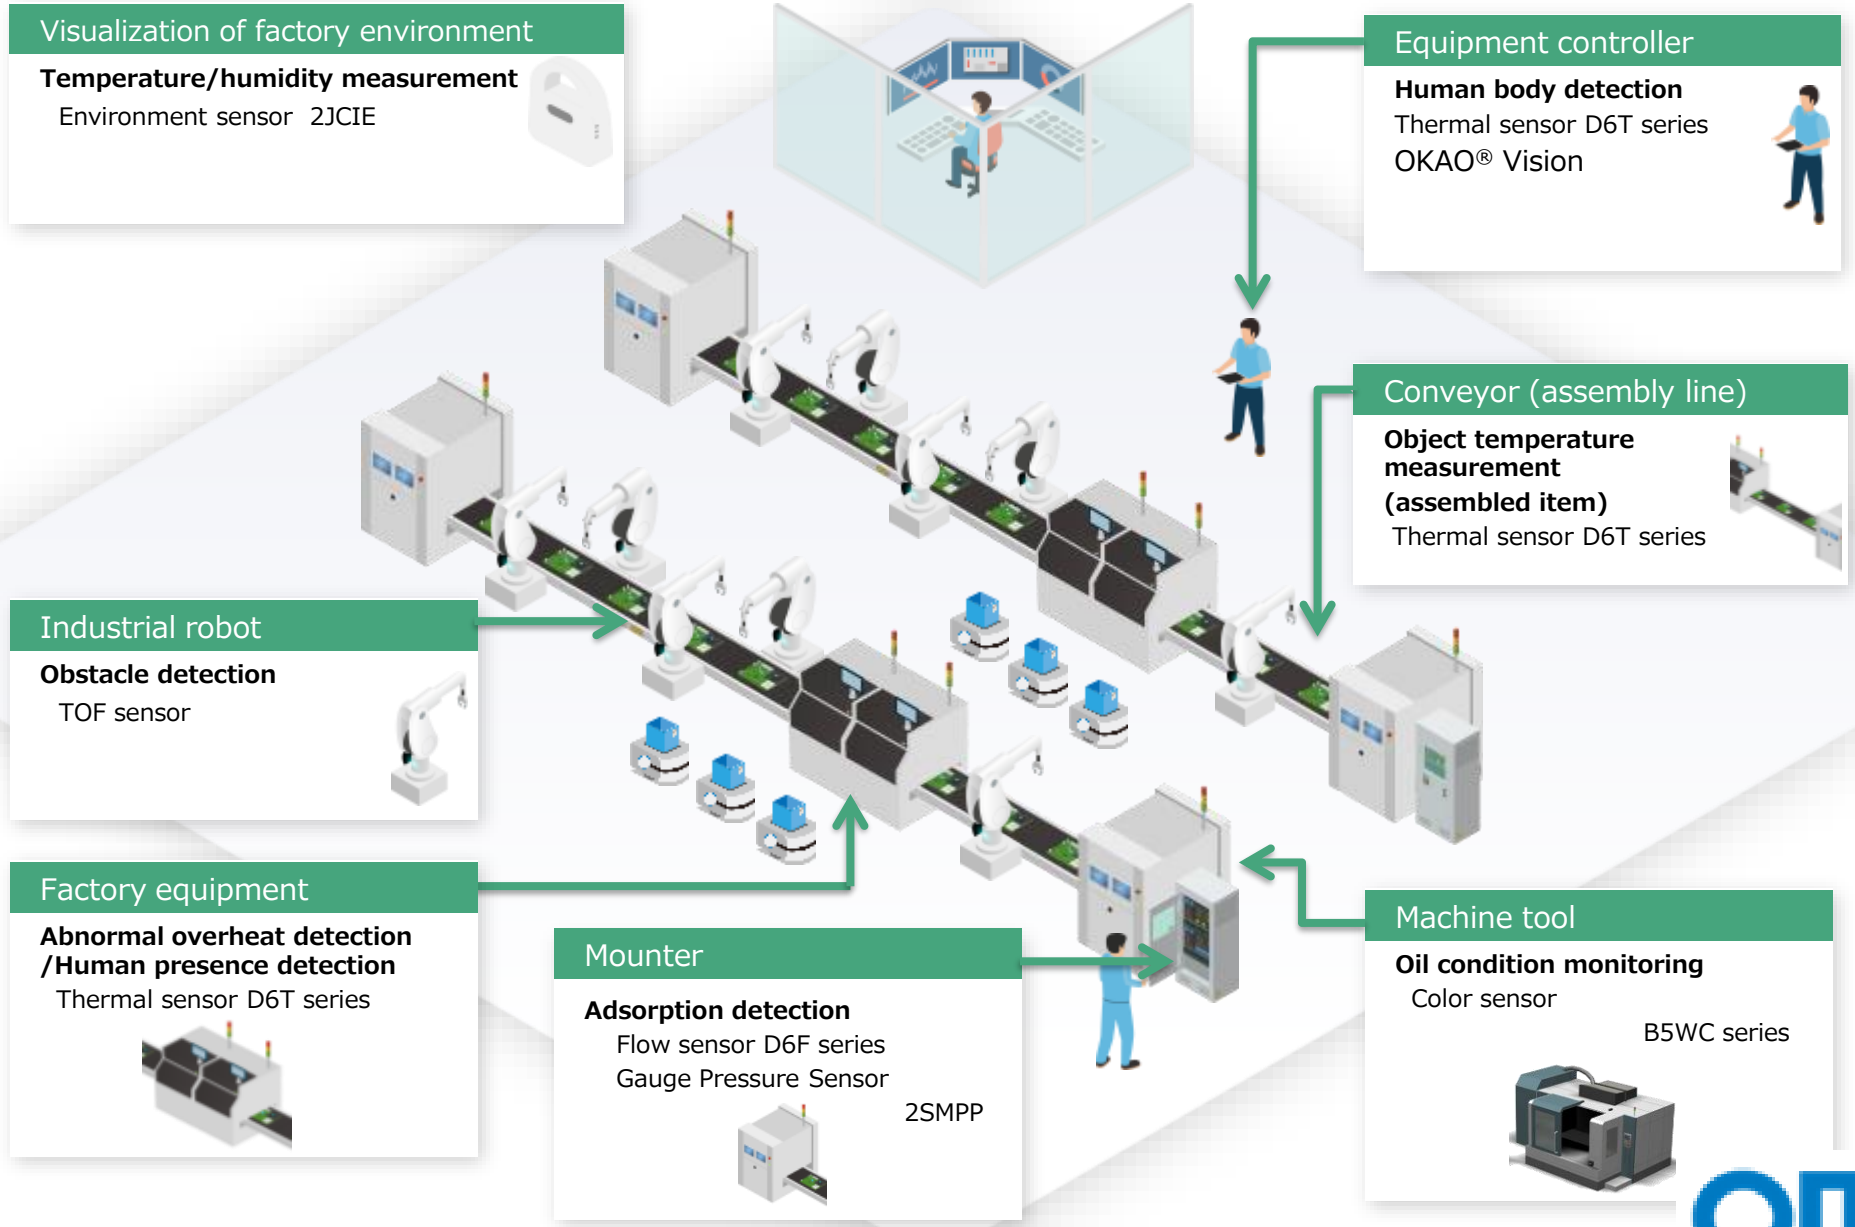 Visualization of factory environment
Temperature/humidity measurement
Environment sensor 2JCIE
Equipment controller
Human body detection
Thermal sensor D6T series
OKAO® Vision
Conveyor (assembly line)
Object temperature
measurement
(assembled item)
Thermal sensor D6T series
Industrial robot
Obstacle detection
TOF sensor
Factory equipment
Abnormal overheat detection
/Human presence detection
Thermal sensor D6T series
Mounter
Adsorption detection
Flow sensor D6F series
Gauge Pressure Sensor
2SMPP
Machine tool
Oil condition monitoring
Color sensor
B5WC series